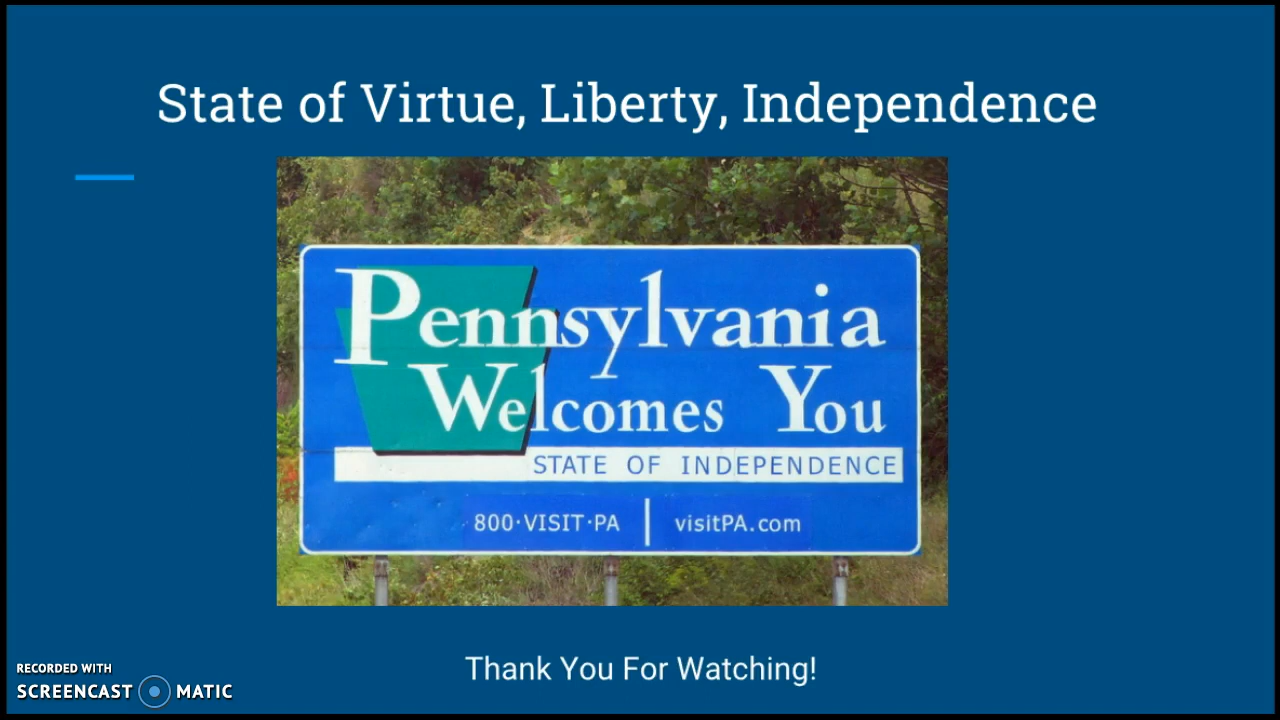 State of Virtue, Liberty, Independence
Pennsylvania
Welcomes You
STATE OF INDEPENDENCE
800·VISIT·PA | visitPA.com
Thank You For Watching!
RECORDED WITH
SCREENCAST MATIC